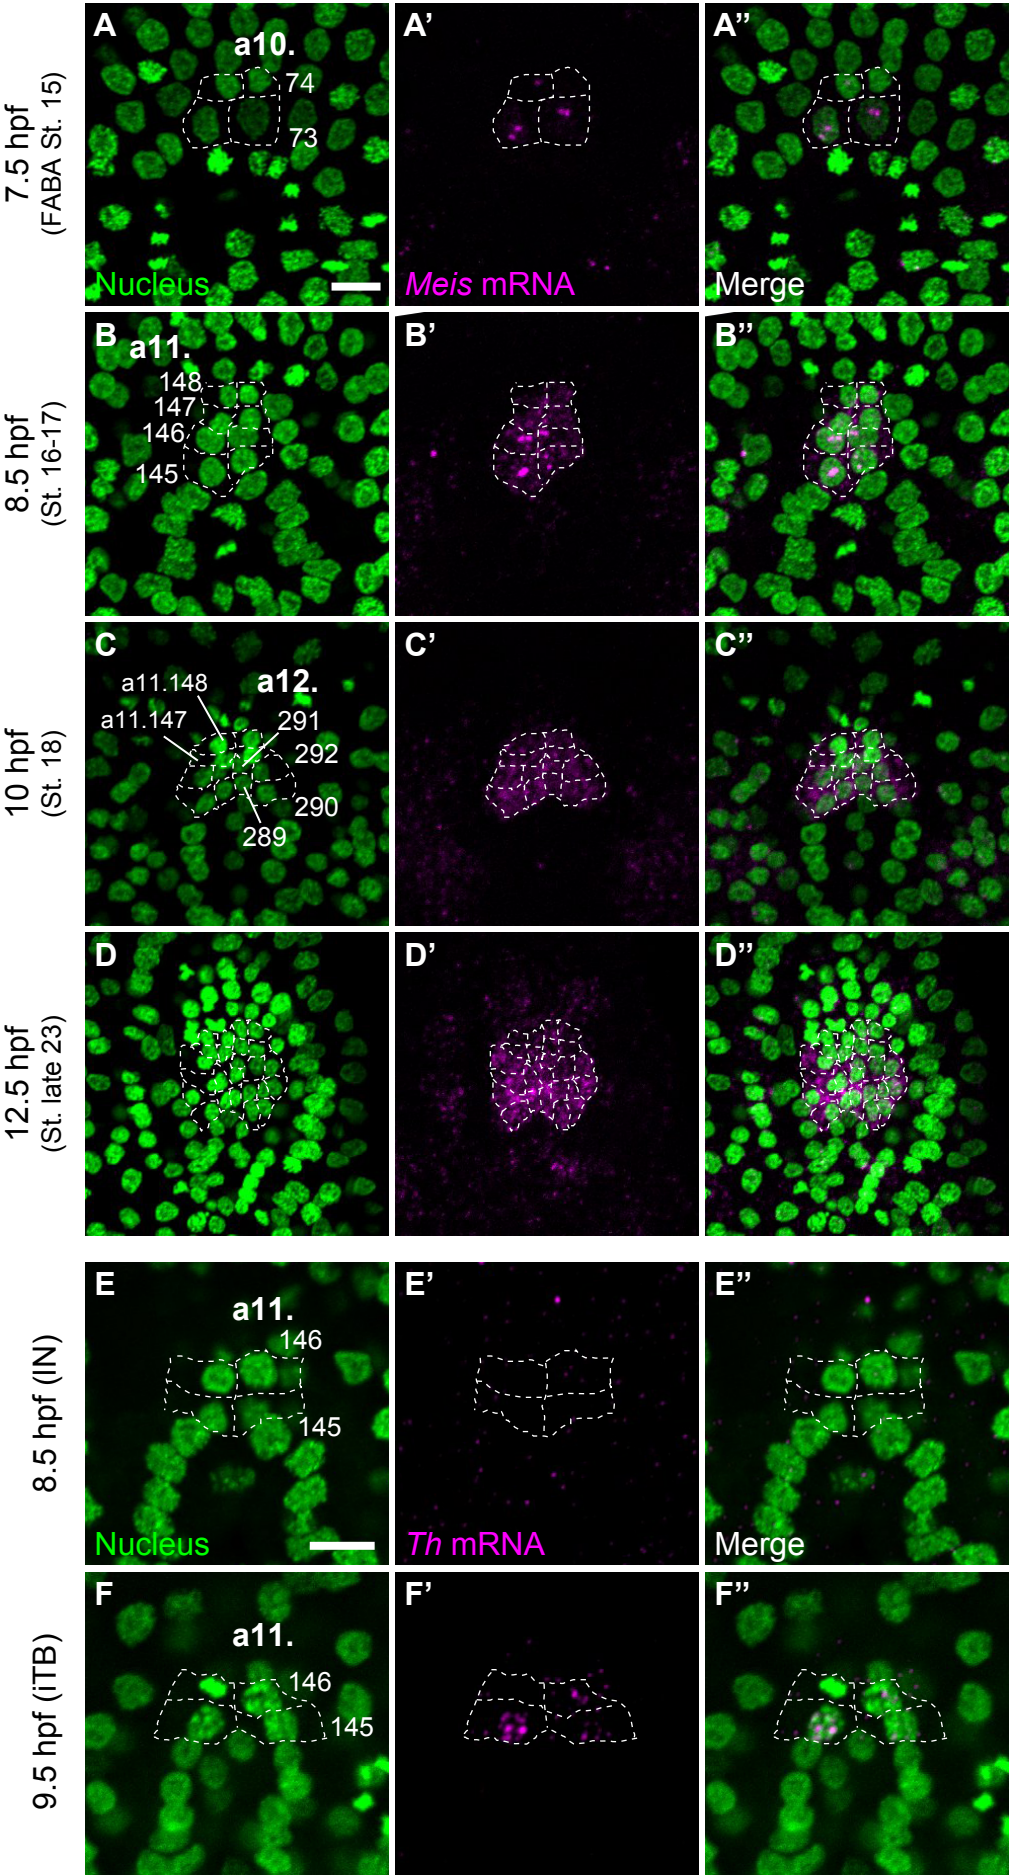 A
a10.
74
73
Nucleus
A’
Meis mRNA
A’’
Merge
7.5 hpf
(FABA St. 15)
B
a11.
148
147
146
145
B’
B’’
8.5 hpf
(St. 16-17)
C
a11.148
a12.
a11.147
291
292
290
289
C’
C’’
10 hpf
(St. 18)
D
D’
D’’
12.5 hpf
(St. late 23)
E
a11.
146
145
Nucleus
E’
Th mRNA
E’’
Merge
8.5 hpf (IN)
F
a11.
146
145
F’
F’’
9.5 hpf (iTB)